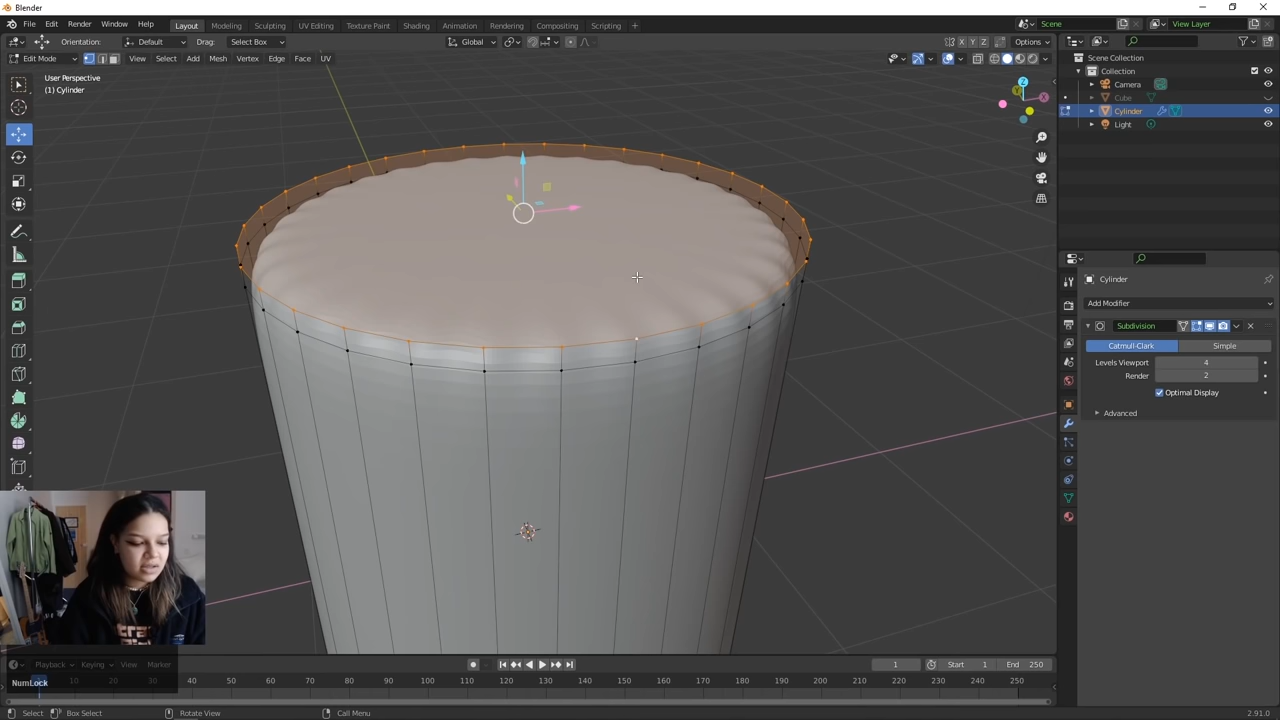 Blender
File Edit Render Window Help Layout Modeling Sculpting UV Editing Texture Paint Shading Animation Rendering Compositing Scripting + Scene View Layer
Orientation: Default Drag: Select Box Global X Y Z Options
Edit Mode View Select Add Mesh Vertex Edge Face UV
User Perspective
(1) Cylinder
Z
Y
X
Scene Collection
Collection
Camera
Cube
Cylinder
Light
Cylinder
Add Modifier
Subdivision
Catmull-Clark Simple
Levels Viewport 4
Render 2
Optimal Display
Advanced
Playback Keying View Marker 1 Start 1 End 250
NumLock
50 60 70 80 90 100 110 120 130 140 150 160 170 180 190 200 210 220 230 240 250
Select Box Select Rotate View Call Menu 2.91.0